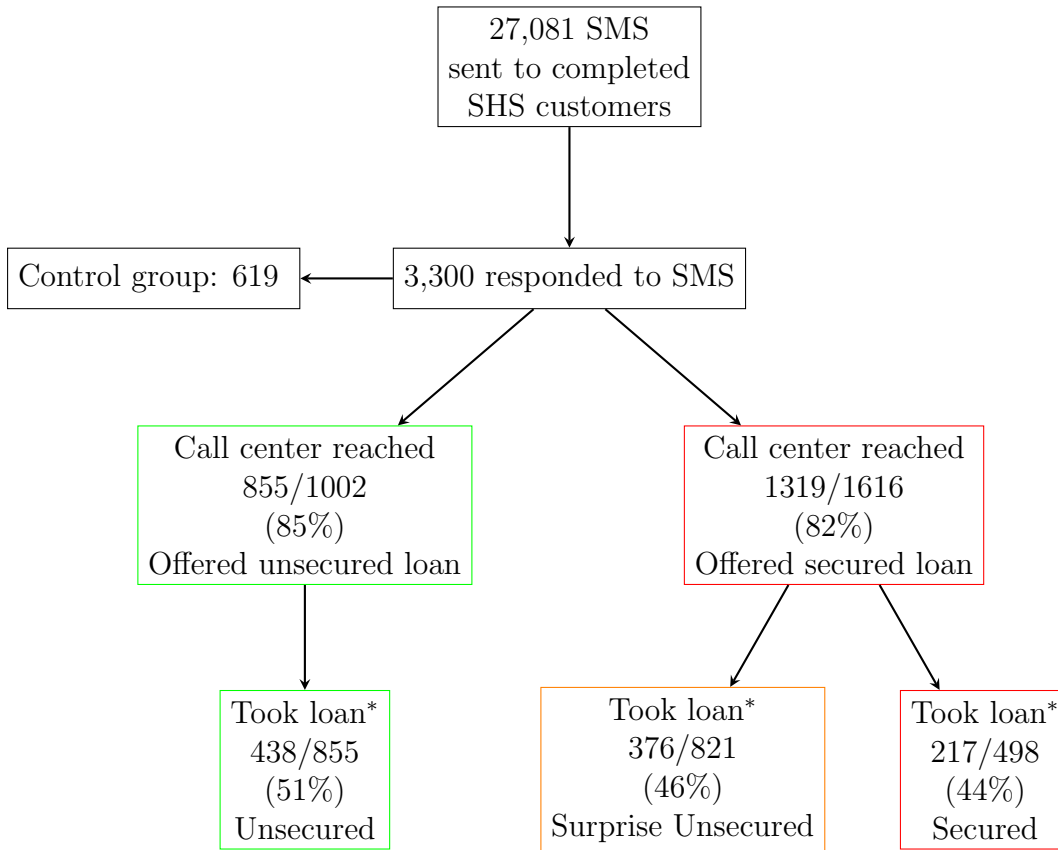 27,081 SMS
sent to completed
SHS customers
Control group: 619
3,300 responded to SMS
Call center reached
855/1002
(85%)
Offered unsecured loan
Call center reached
1319/1616
(82%)
Offered secured loan
Took loan*
438/855
(51%)
Unsecured
Took loan*
376/821
(46%)
Surprise Unsecured
Took loan*
217/498
(44%)
Secured